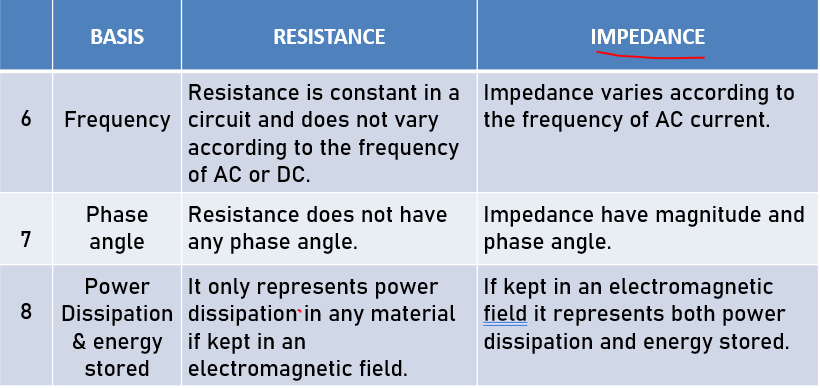 BASIS RESISTANCE IMPEDANCE
6 Frequency
Resistance is constant in a
circuit and does not vary
according to the frequency
of AC or DC.
Impedance varies according to
the frequency of AC current.
7 Phase
angle
Resistance does not have
any phase angle.
Impedance have magnitude and
phase angle.
8 Power
Dissipation
& energy
stored
It only represents power
dissipation in any material
if kept in an
electromagnetic field.
If kept in an electromagnetic
field it represents both power
dissipation and energy stored.